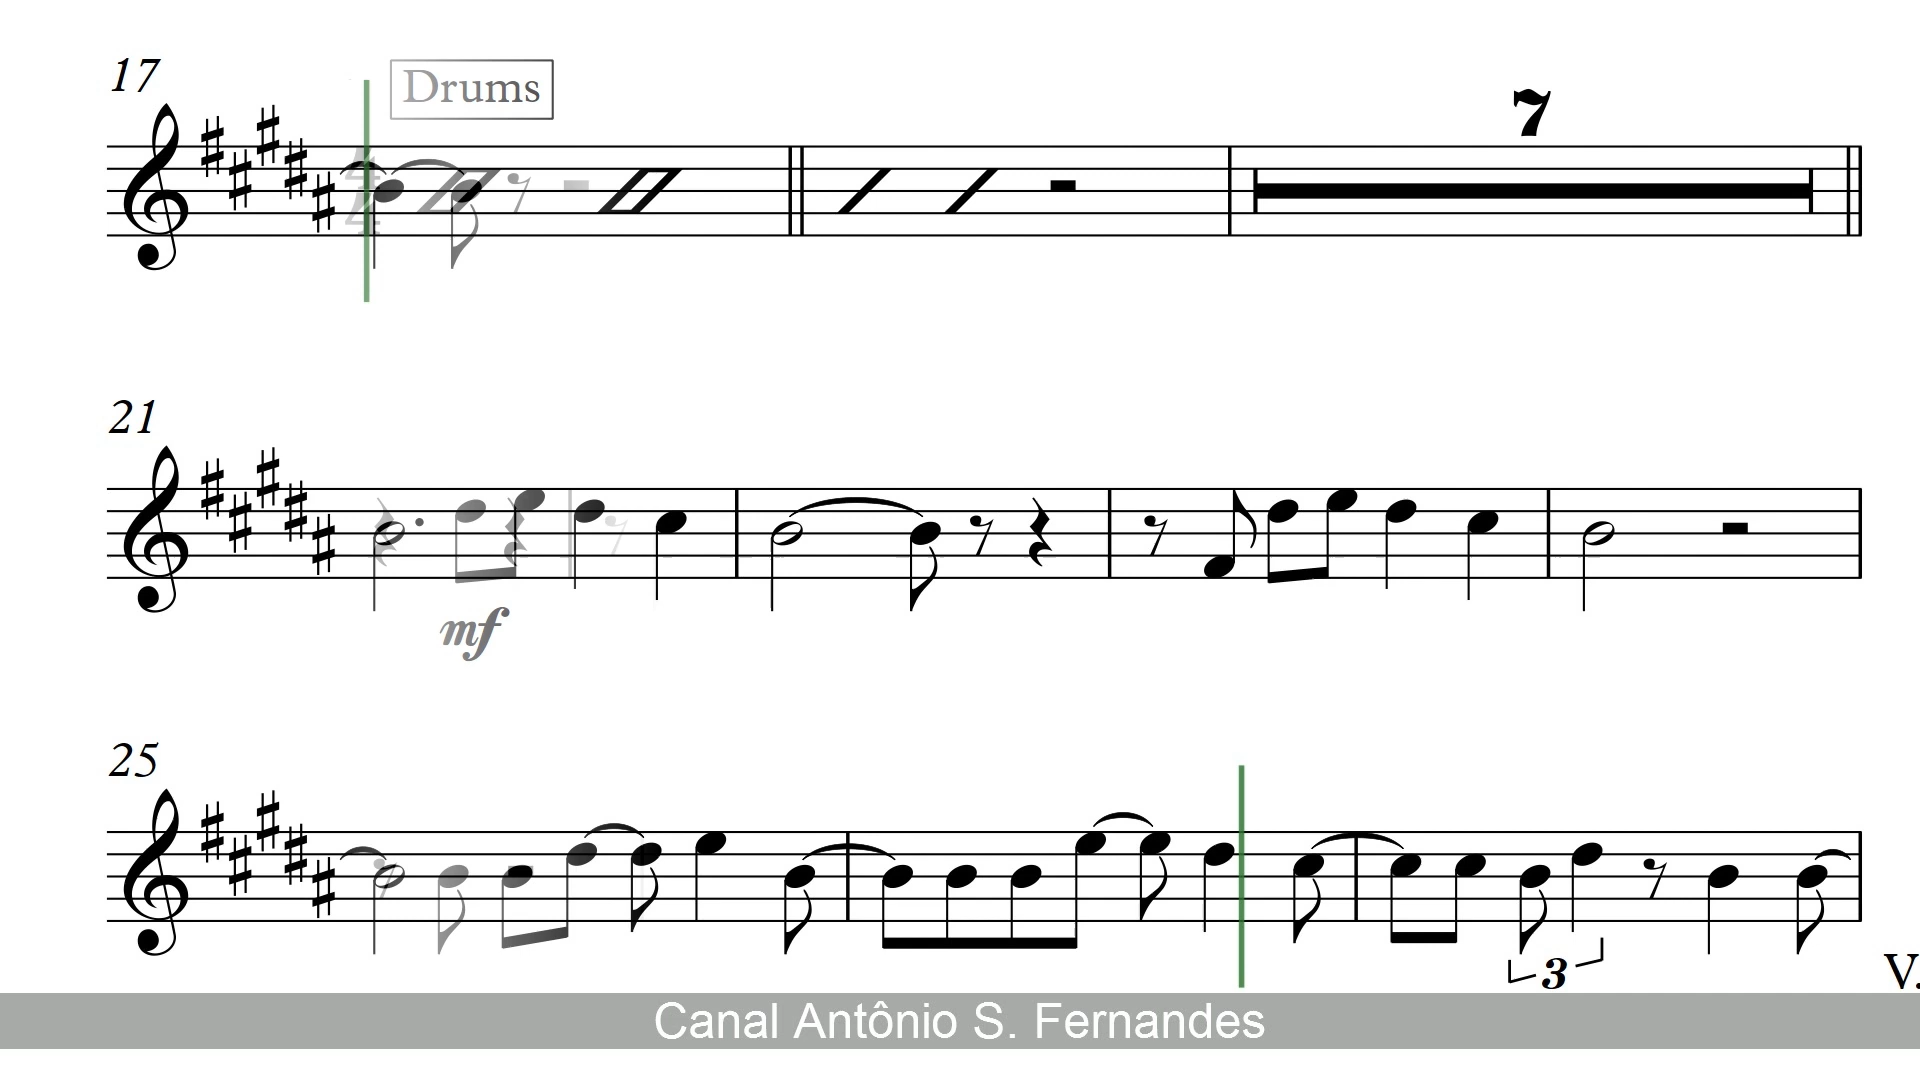 17
Drums
7
21
mf
25
3
V.
Canal Antônio S. Fernandes